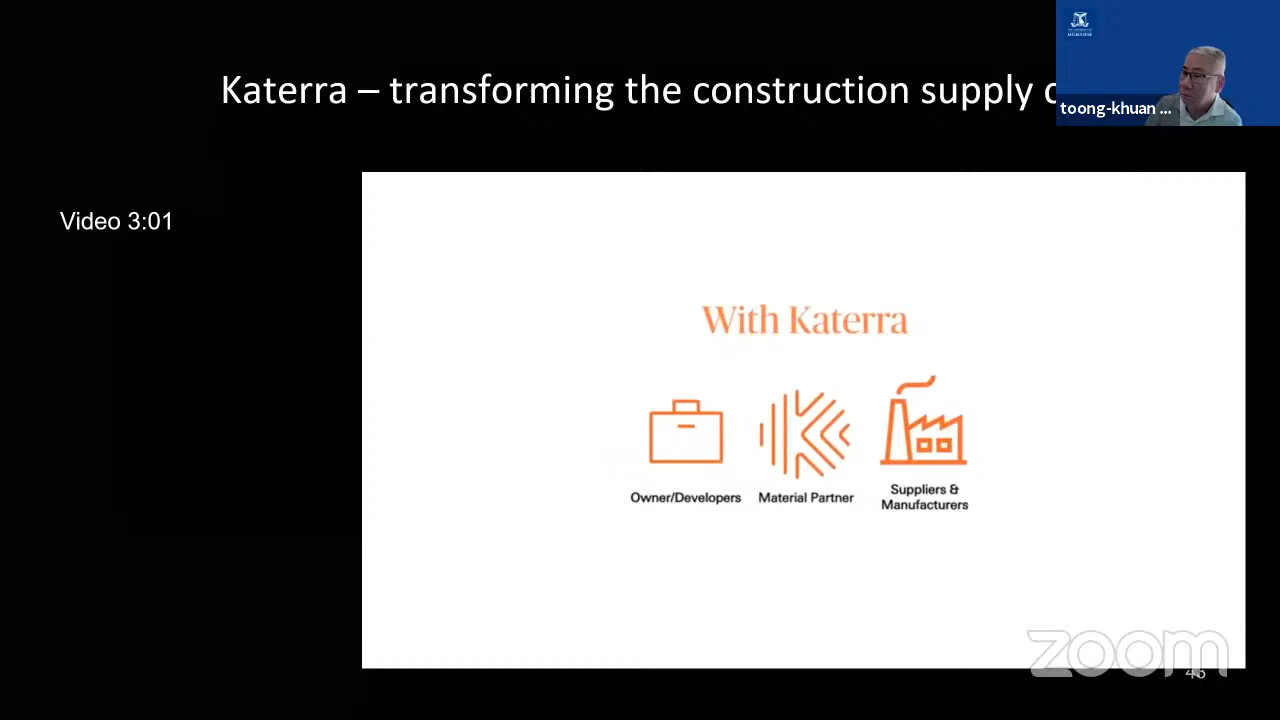 Katerra – transforming the construction supply
toong-khuan ...
MELBOURNE
Video 3:01
With Katerra
Owner/Developers
Material Partner
Suppliers &
Manufacturers
zoom